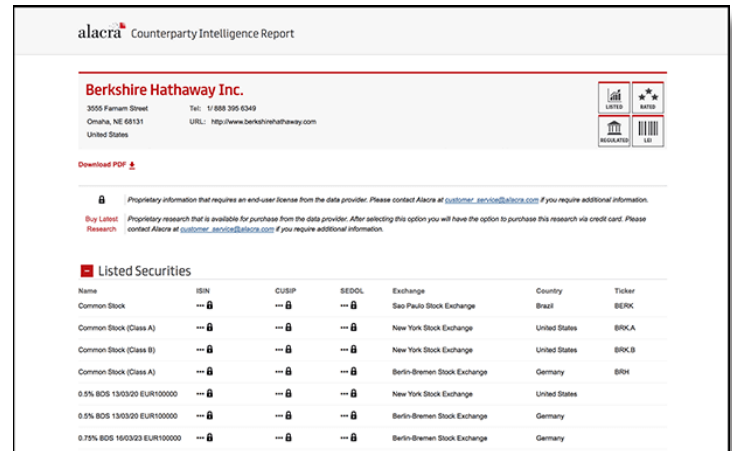 alacra Counterparty Intelligence Report
Berkshire Hathaway Inc.
3555 Farnam Street Tel: 1/ 888 395 6349
Omaha, NE 68131 URL: http://www.berkshirehathaway.com
United States
LISTED RATED
REGULATED LEI
Download PDF
Proprietary information that requires an end-user license from the data provider. Please contact Alacra at customer_service@alacra.com if you require additional information.
Buy Latest Research
Proprietary research that is available for purchase from the data provider. After selecting this option you will have the option to purchase this research via credit card. Please
contact Alacra at customer_service@alacra.com if you require additional information.
Listed Securities
Name ISIN CUSIP SEDOL Exchange Country Ticker
Common Stock ••• ••• ••• Sao Paulo Stock Exchange Brazil BERK
Common Stock (Class A) ••• ••• ••• New York Stock Exchange United States BRK.A
Common Stock (Class B) ••• ••• ••• New York Stock Exchange United States BRK.B
Common Stock (Class A) ••• ••• ••• Berlin-Bremen Stock Exchange Germany BRH
0.5% BDS 13/03/20 EUR100000 ••• ••• ••• New York Stock Exchange United States
0.5% BDS 13/03/20 EUR100000 ••• ••• ••• Berlin-Bremen Stock Exchange Germany
0.75% BDS 16/03/23 EUR100000 ••• ••• ••• Berlin-Bremen Stock Exchange Germany